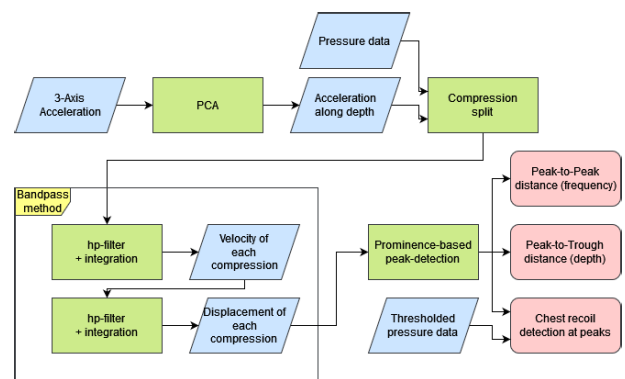 Pressure data
3-Axis
Acceleration
PCA
Acceleration
along depth
Compression
split
Bandpass
method
hp-filter
+ integration
Velocity of
each
compression
Prominence-based
peak-detection
Peak-to-Peak
distance (frequency)
Peak-to-Trough
distance (depth)
hp-filter
+ integration
Displacement of
each
compression
Thresholded
pressure data
Chest recoil
detection at peaks